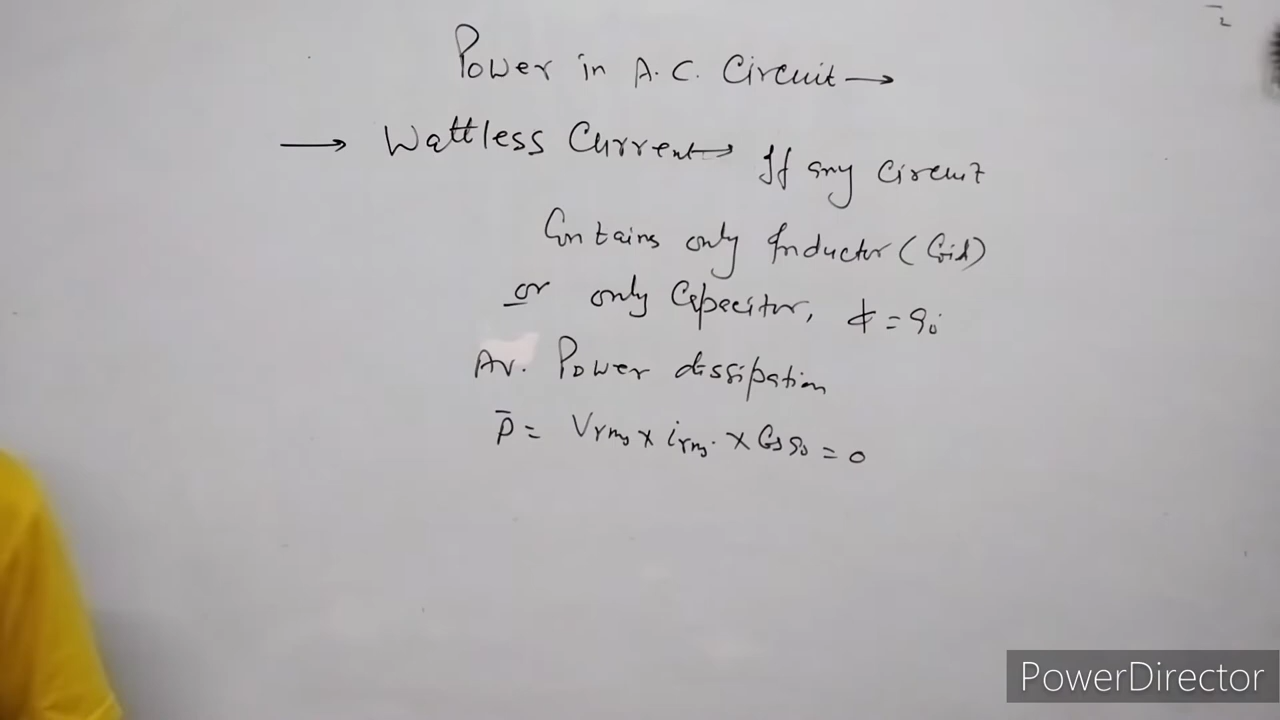 Power in A.C. Circuit →
→ Wattless Current → If any Circuit
Contains only Inductor (Coil)
or only Capacitor, ϕ = 90
Av. Power dissipation
P̄ = Vrms × irms × Cos 90 = 0
PowerDirector